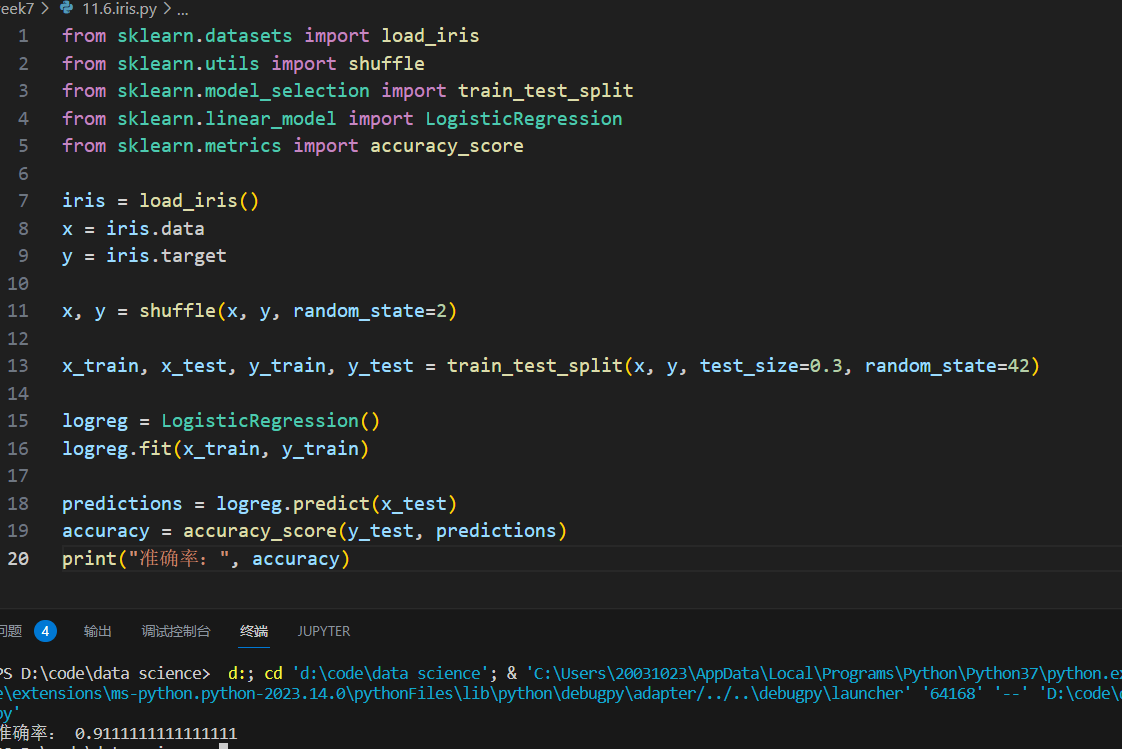 eek7 > 11.6.iris.py > ...
1 from sklearn.datasets import load_iris
2 from sklearn.utils import shuffle
3 from sklearn.model_selection import train_test_split
4 from sklearn.linear_model import LogisticRegression
5 from sklearn.metrics import accuracy_score
6
7 iris = load_iris()
8 x = iris.data
9 y = iris.target
10
11 x, y = shuffle(x, y, random_state=2)
12
13 x_train, x_test, y_train, y_test = train_test_split(x, y, test_size=0.3, random_state=42)
14
15 logreg = LogisticRegression()
16 logreg.fit(x_train, y_train)
17
18 predictions = logreg.predict(x_test)
19 accuracy = accuracy_score(y_test, predictions)
20 print("准确率：", accuracy)
问题 4 输出 调试控制台 终端 JUPYTER
PS D:\code\data science> d:; cd 'd:\code\data science'; & 'C:\Users\20031023\AppData\Local\Programs\Python\Python37\python.ex
e\extensions\ms-python.python-2023.14.0\pythonFiles\lib\python\debugpy\adapter/../..\debugpy\launcher' '64168' '--' 'D:\code\
py'
准确率： 0.9111111111111111